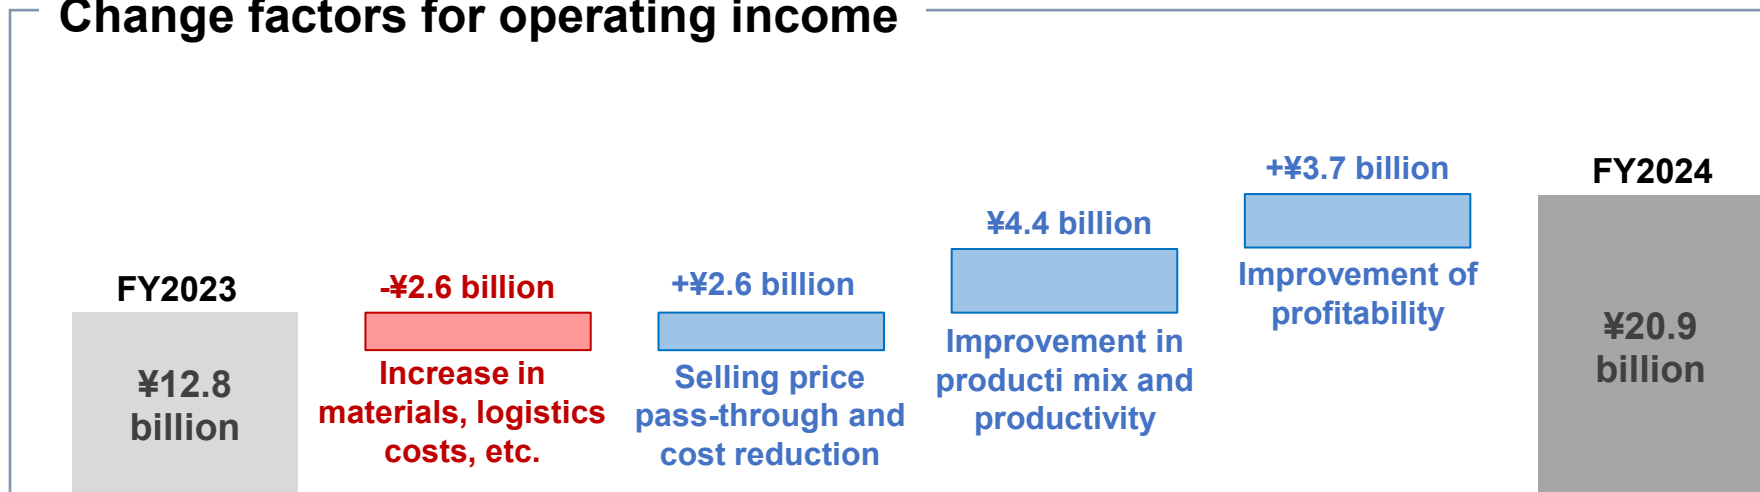 Change factors for operating income
FY2023
¥12.8
billion
-¥2.6 billion
Increase in
materials, logistics
costs, etc.
+¥2.6 billion
Selling price
pass-through and
cost reduction
¥4.4 billion
Improvement in
producti mix and
productivity
+¥3.7 billion
Improvement of
profitability
FY2024
¥20.9
billion